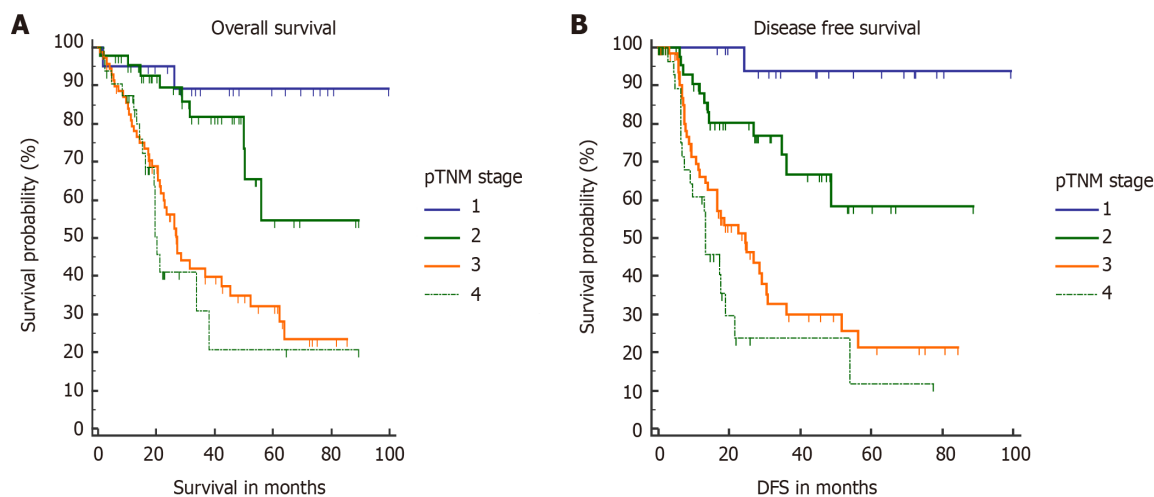 A
Overall survival
Survival probability (%)
100
90
80
70
60
50
40
30
20
10
0
0 20 40 60 80 100
Survival in months
pTNM stage
1
2
3
4
B
Disease free survival
Survival probability (%)
100
90
80
70
60
50
40
30
20
10
0
0 20 40 60 80 100
DFS in months
pTNM stage
1
2
3
4